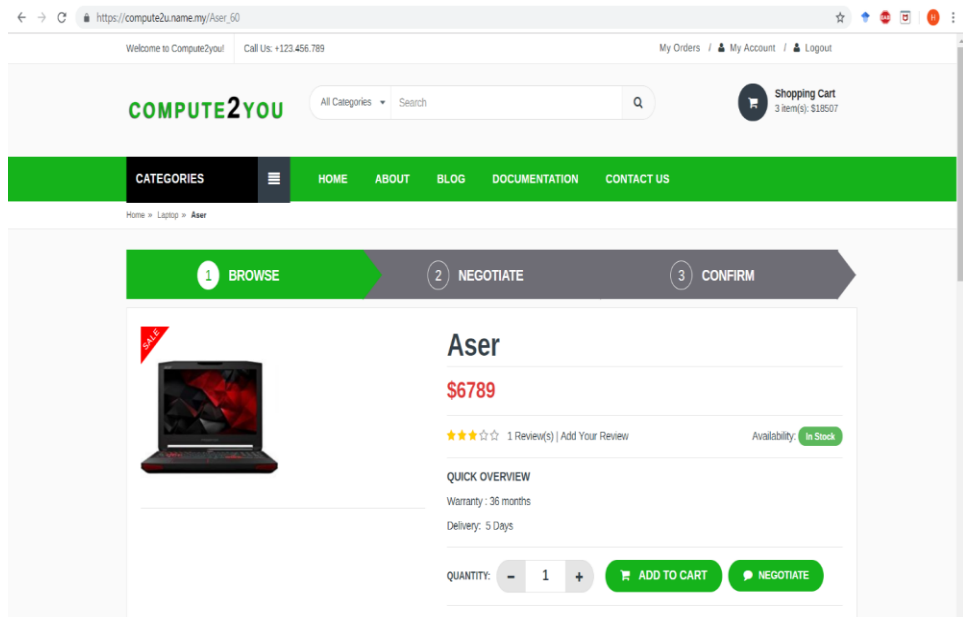 https://compute2u.name.my/Aser_60
H
Welcome to Compute2you! Call Us: +123.456.789 My Orders / My Account / Logout
COMPUTE2YOU
All Categories Search
Shopping Cart
3 item(s): $18507
CATEGORIES HOME ABOUT BLOG DOCUMENTATION CONTACT US
Home » Laptop » Aser
1 BROWSE 2 NEGOTIATE 3 CONFIRM
SALE
Aser
$6789
1 Review(s) | Add Your Review Availability: In Stock
QUICK OVERVIEW
Warranty : 36 months
Delivery: 5 Days
QUANTITY: - 1 + ADD TO CART NEGOTIATE